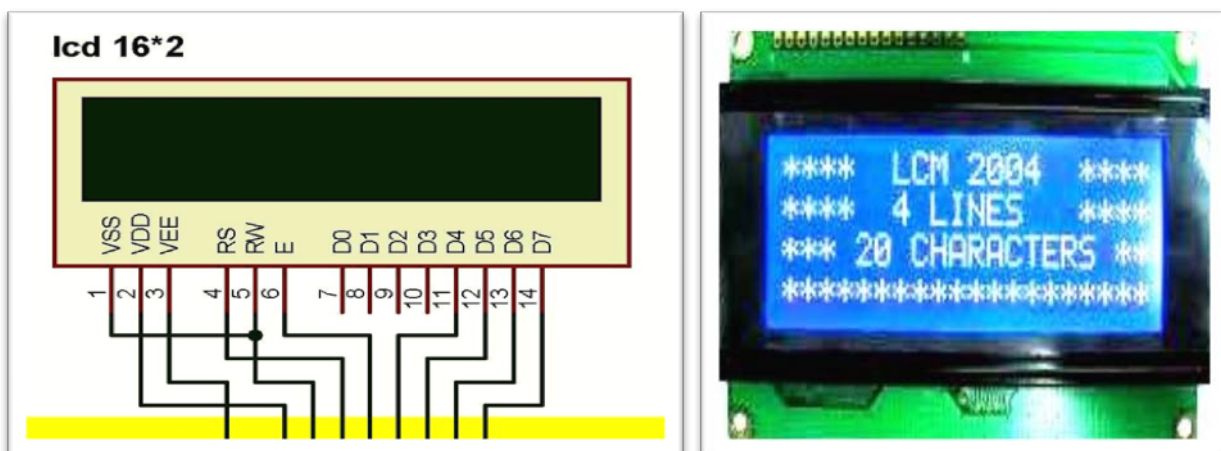 lcd 16*2
VSS
VDD
VEE
RS
RW
E
D0
D1
D2
D3
D4
D5
D6
D7
1
2
3
4
5
6
7
8
9
10
11
12
13
14
**** LCM 2004 ****
**** 4 LINES ****
*** 20 CHARACTERS **
********************